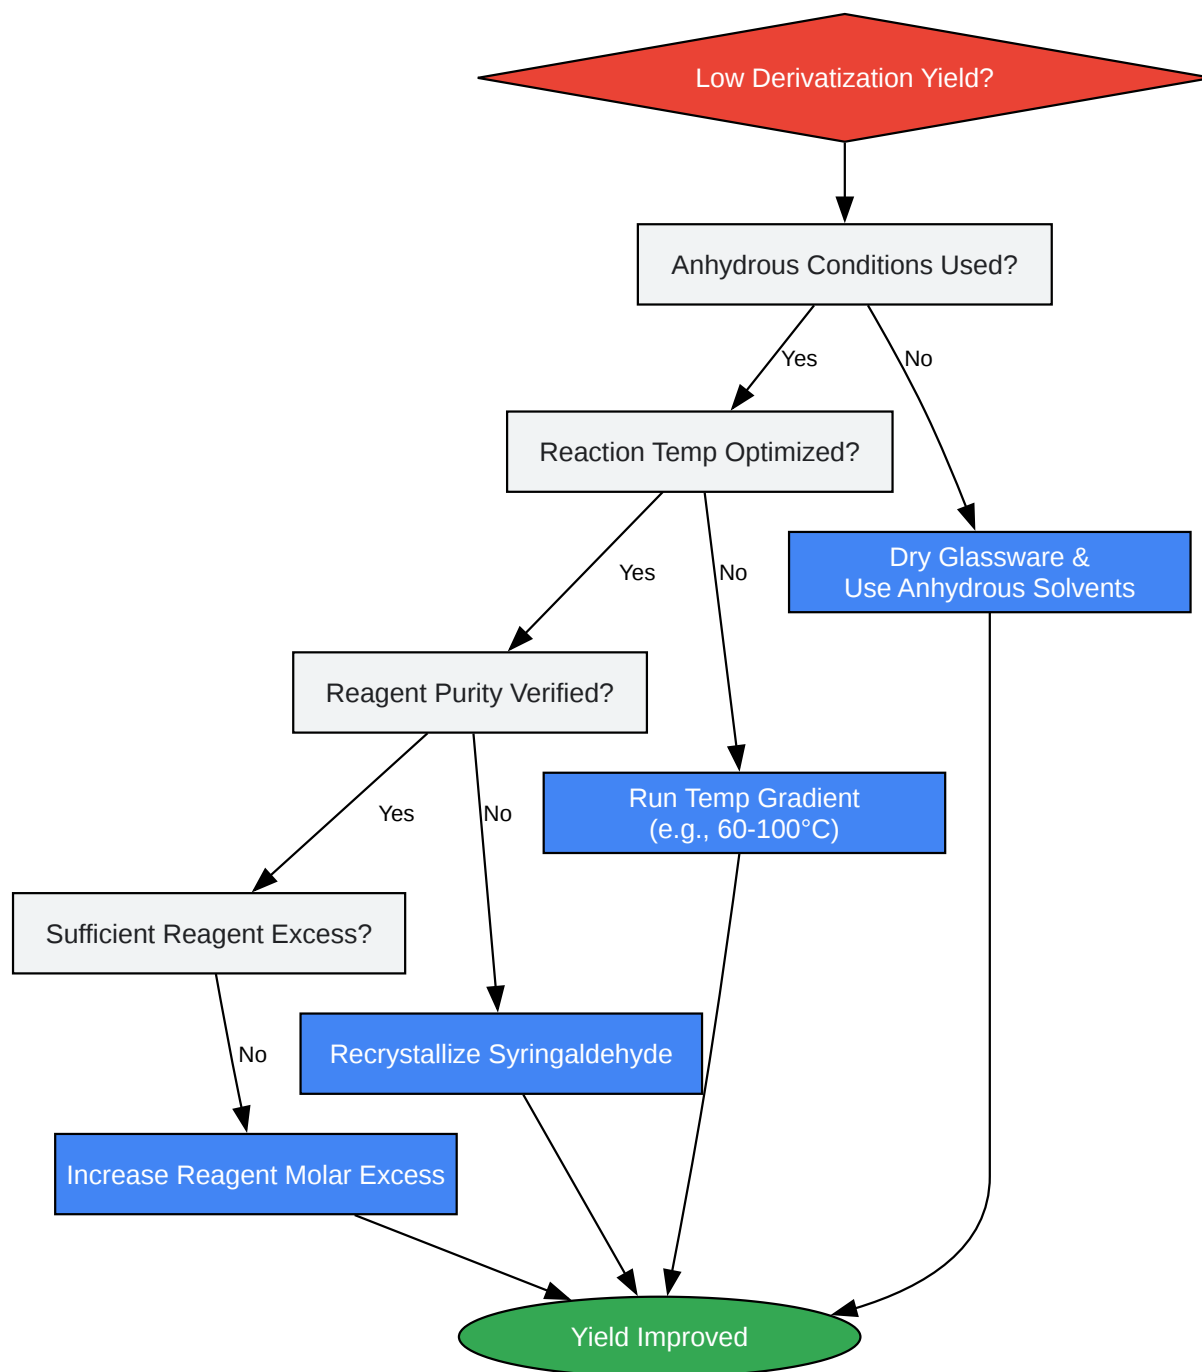 Low Derivatization Yield?
Anhydrous Conditions Used?
Yes
No
Reaction Temp Optimized?
Dry Glassware &
Use Anhydrous Solvents
Yes
No
Reagent Purity Verified?
Run Temp Gradient
(e.g., 60-100°C)
Yes
No
Sufficient Reagent Excess?
Recrystallize Syringaldehyde
No
Increase Reagent Molar Excess
Yield Improved